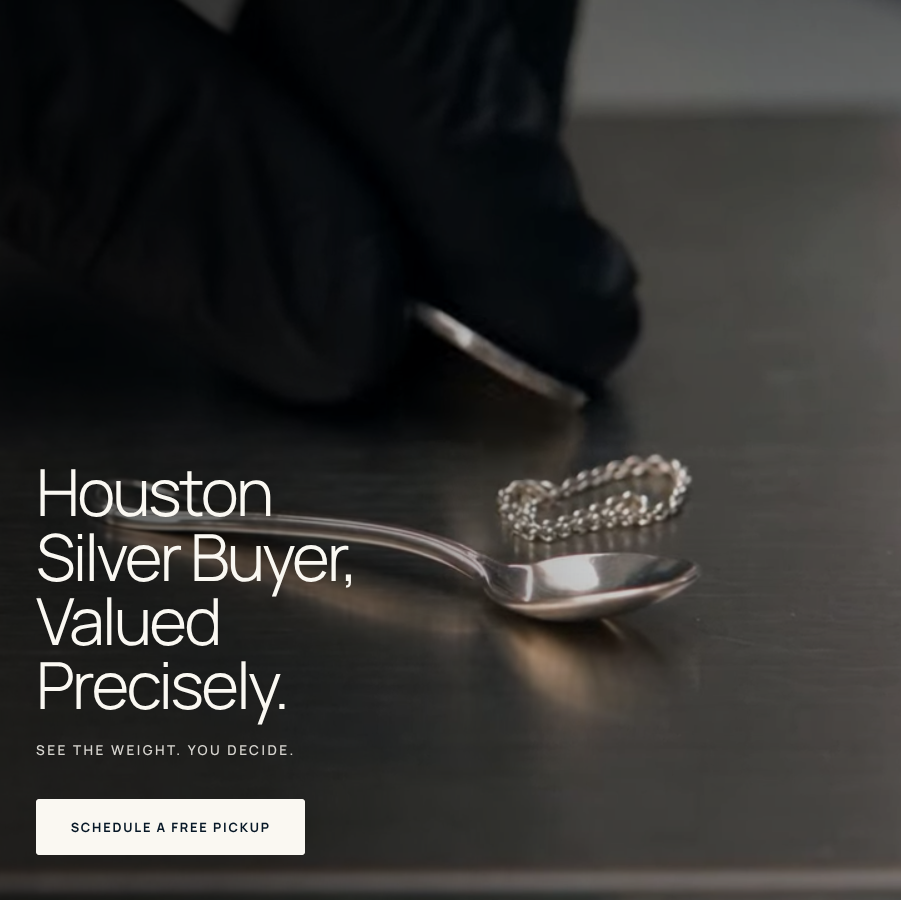 Houston
Silver Buyer,
Valued
Precisely.
SEE THE WEIGHT. YOU DECIDE.
SCHEDULE A FREE PICKUP